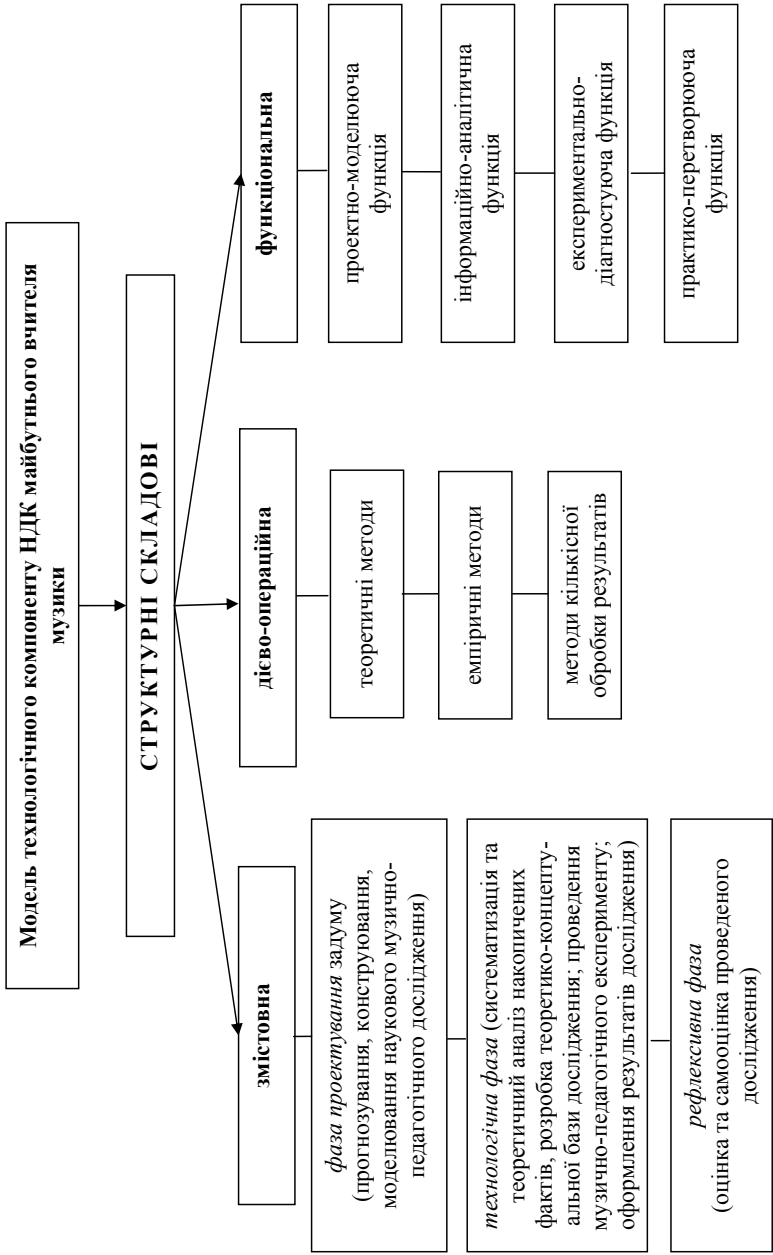 Модель технологічного компоненту НДК майбутнього вчителя
музики
СТРУКТУРНІ СКЛАДОВІ
змістовна
фаза проектування задуму
(прогнозування, конструювання,
моделювання наукового музично-
педагогічного дослідження)
технологічна фаза (систематизація та
теоретичний аналіз накопичених
фактів, розробка теоретико-концепту-
альної бази дослідження; проведення
музично-педагогічного експерименту;
оформлення результатів дослідження)
рефлексивна фаза
(оцінка та самооцінка проведеного
дослідження)
дієво-операційна
теоретичні методи
емпіричні методи
методи кількісної
обробки результатів
функціональна
проектно-моделююча
функція
інформаційно-аналітична
функція
експериментально-
діагностуюча функція
практико-перетворююча
функція